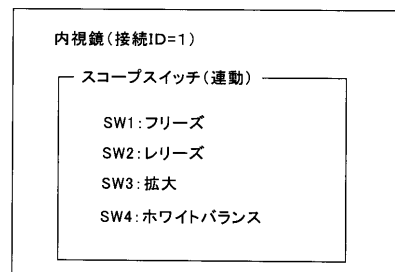 内視鏡(接続ID=1)
スコープスイッチ(連動)
SW1:フリーズ
SW2:レリーズ
SW3:拡大
SW4:ホワイトバランス